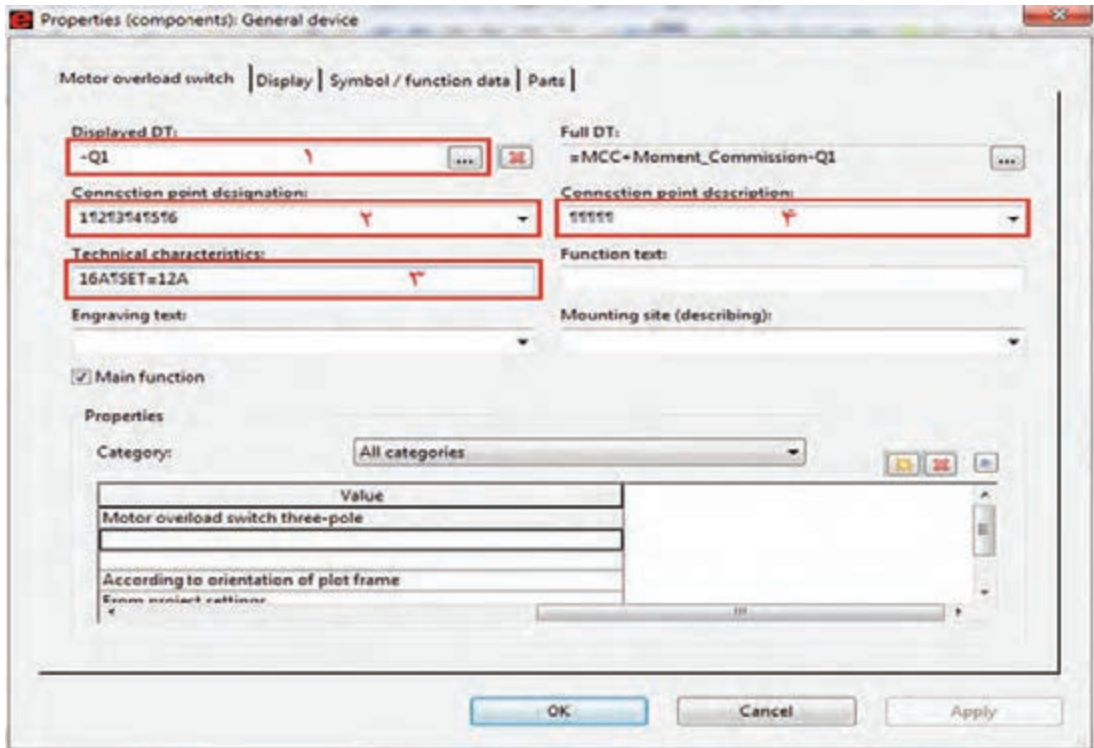 Properties (components): General device
Motor overload switch Display Symbol / function data Parts
Displayed DT: Full DT:
-Q1 ۱ ... =MCC+Moment_Commission-Q1 ...
Connection point designation: Connection point description:
1¶2¶3¶4¶5¶6 ۲ ¶¶¶¶¶ ۴
Technical characteristics: Function text:
16A¶SET=12A ۳
Engraving text: Mounting site (describing):
Main function
Properties
Category: All categories
Value
Motor overload switch three-pole
According to orientation of plot frame
From project settings
OK Cancel Apply